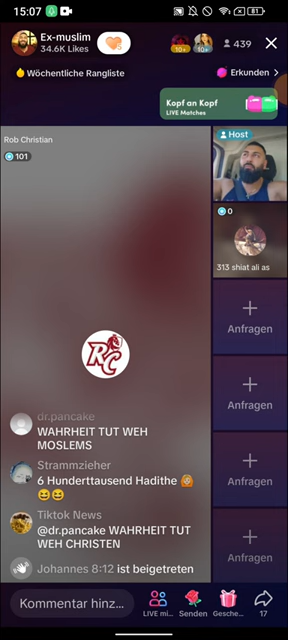 15:07
81
Ex-muslim
34.6K Likes
10+
10+
439
Wöchentliche Rangliste
Erkunden >
Kopf an Kopf
LIVE Matches
Rob Christian
101
Host
0
313 shiat ali as
Anfragen
Anfragen
Anfragen
Anfragen
RC
dr.pancake
WAHRHEIT TUT WEH
MOSLEMS
Strammzieher
6 Hunderttausend Hadithe 🤷🏼
😆😆
Tiktok News
@dr.pancake WAHRHEIT TUT
WEH CHRISTEN
Johannes 8:12 ist beigetreten
Kommentar hinz...
LIVE mi...
Senden
Gesche...
17